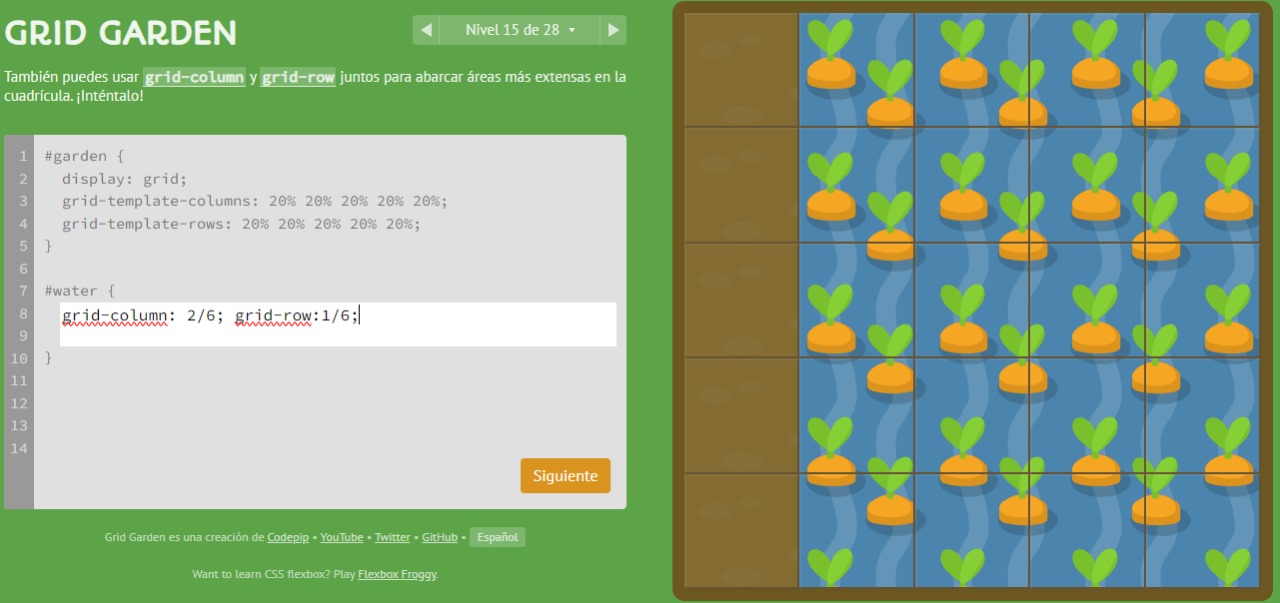 GRID GARDEN
◀ Nivel 15 de 28 ▾ ▶
También puedes usar grid-column y grid-row juntos para abarcar áreas más extensas en la
cuadrícula. ¡Inténtalo!
1 #garden {
2 display: grid;
3 grid-template-columns: 20% 20% 20% 20% 20%;
4 grid-template-rows: 20% 20% 20% 20% 20%;
5 }
6
7 #water {
8 grid-column: 2/6; grid-row:1/6;
9
10 }
11
12
13
14
Siguiente
Grid Garden es una creación de Codepip • YouTube • Twitter • GitHub • Español
Want to learn CSS flexbox? Play Flexbox Froggy.